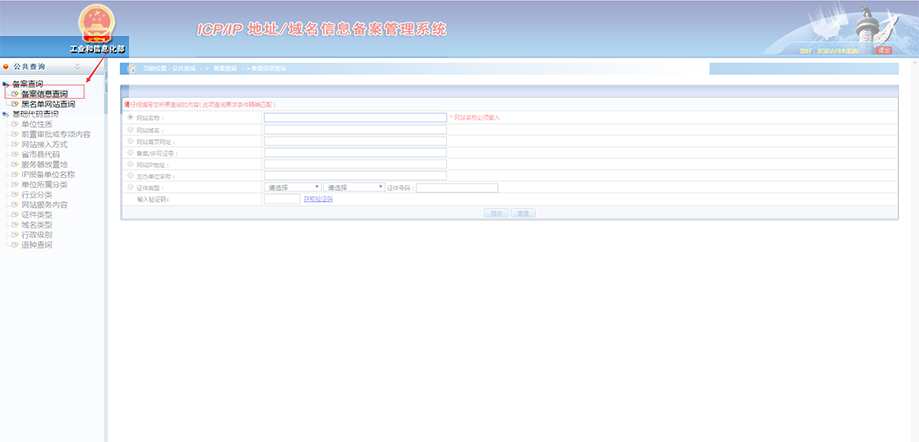 ICP/IP 地址/域名信息备案管理系统
工业和信息化部
您好,欢迎访问本系统!
退出
公共查询
备案查询
备案信息查询
黑名单网站查询
基础代码查询
单位性质
前置审批或专项内容
网站接入方式
省市县代码
服务器放置地
IP报备单位名称
单位所属分类
行业分类
网站服务内容
证件类型
域名类型
行政级别
语种查询
当前位置:公共查询 -> 备案查询 ->备案信息查询
请仔细填写您所要查询的内容( 此项查询要求条件精确匹配 )
网站名称:
* 网站名称必须输入
网站域名:
网站首页网址:
备案/许可证号:
网站IP地址:
主办单位名称:
证件类型: 请选择 请选择 证件号码:
输入验证码: 获取验证码
提交 重置